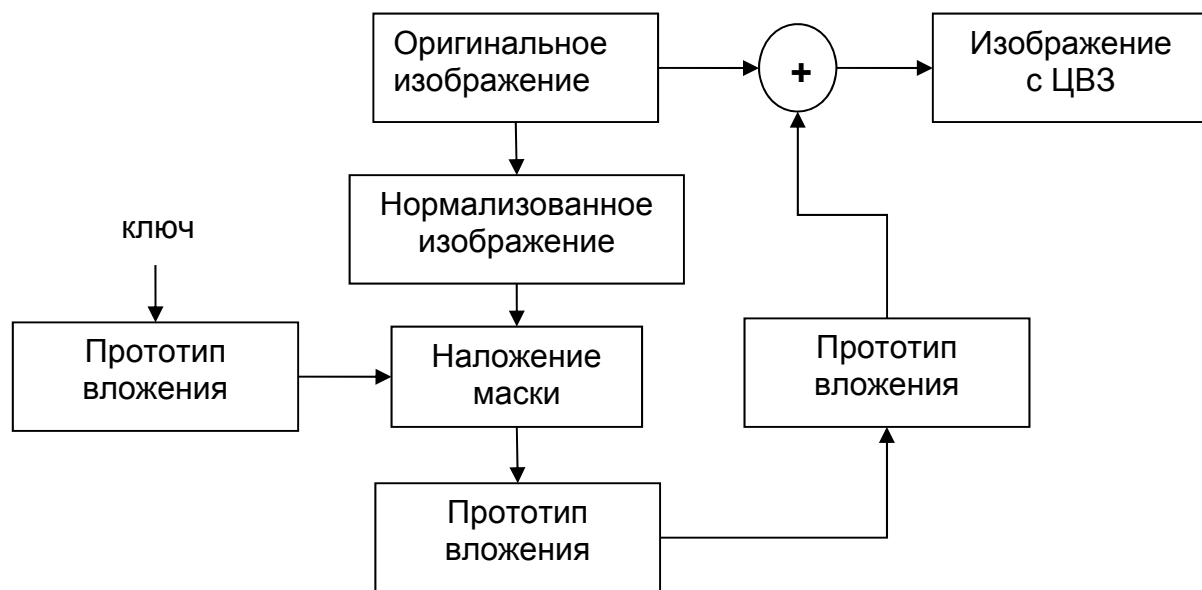 Оригинальное
изображение
+
Изображение
с ЦВЗ
Нормализованное
изображение
ключ
Прототип
вложения
Наложение
маски
Прототип
вложения
Прототип
вложения